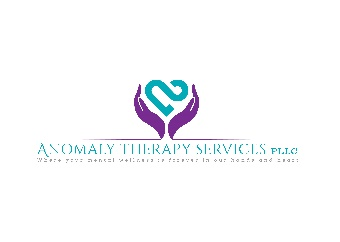 ANOMALY THERAPY SERVICES PLLC
Where your mental wellness is forever in our hands and heart